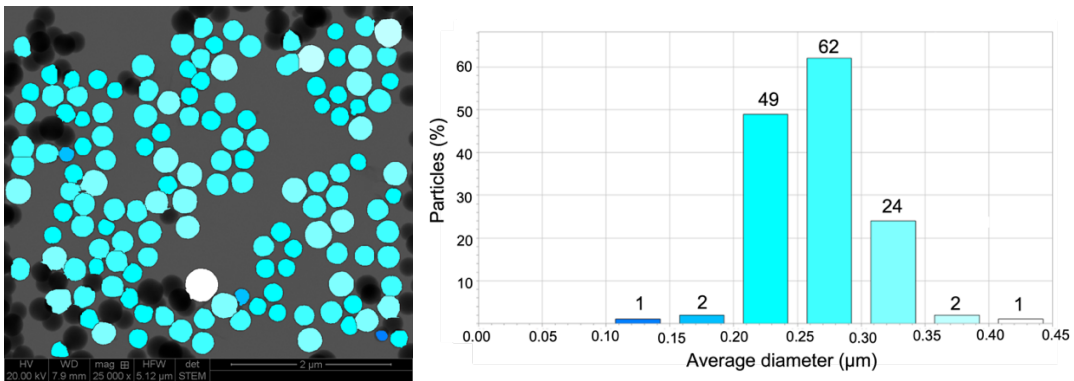 HV WD mag ⊞ HFW det
20.00 kV 7.9 mm 25 000 x 5.12 µm STEM
2 µm
Particles (%)
60
50
40
30
20
10
1
2
49
62
24
2
1
0.00 0.05 0.10 0.15 0.20 0.25 0.30 0.35 0.40 0.45
Average diameter (µm)